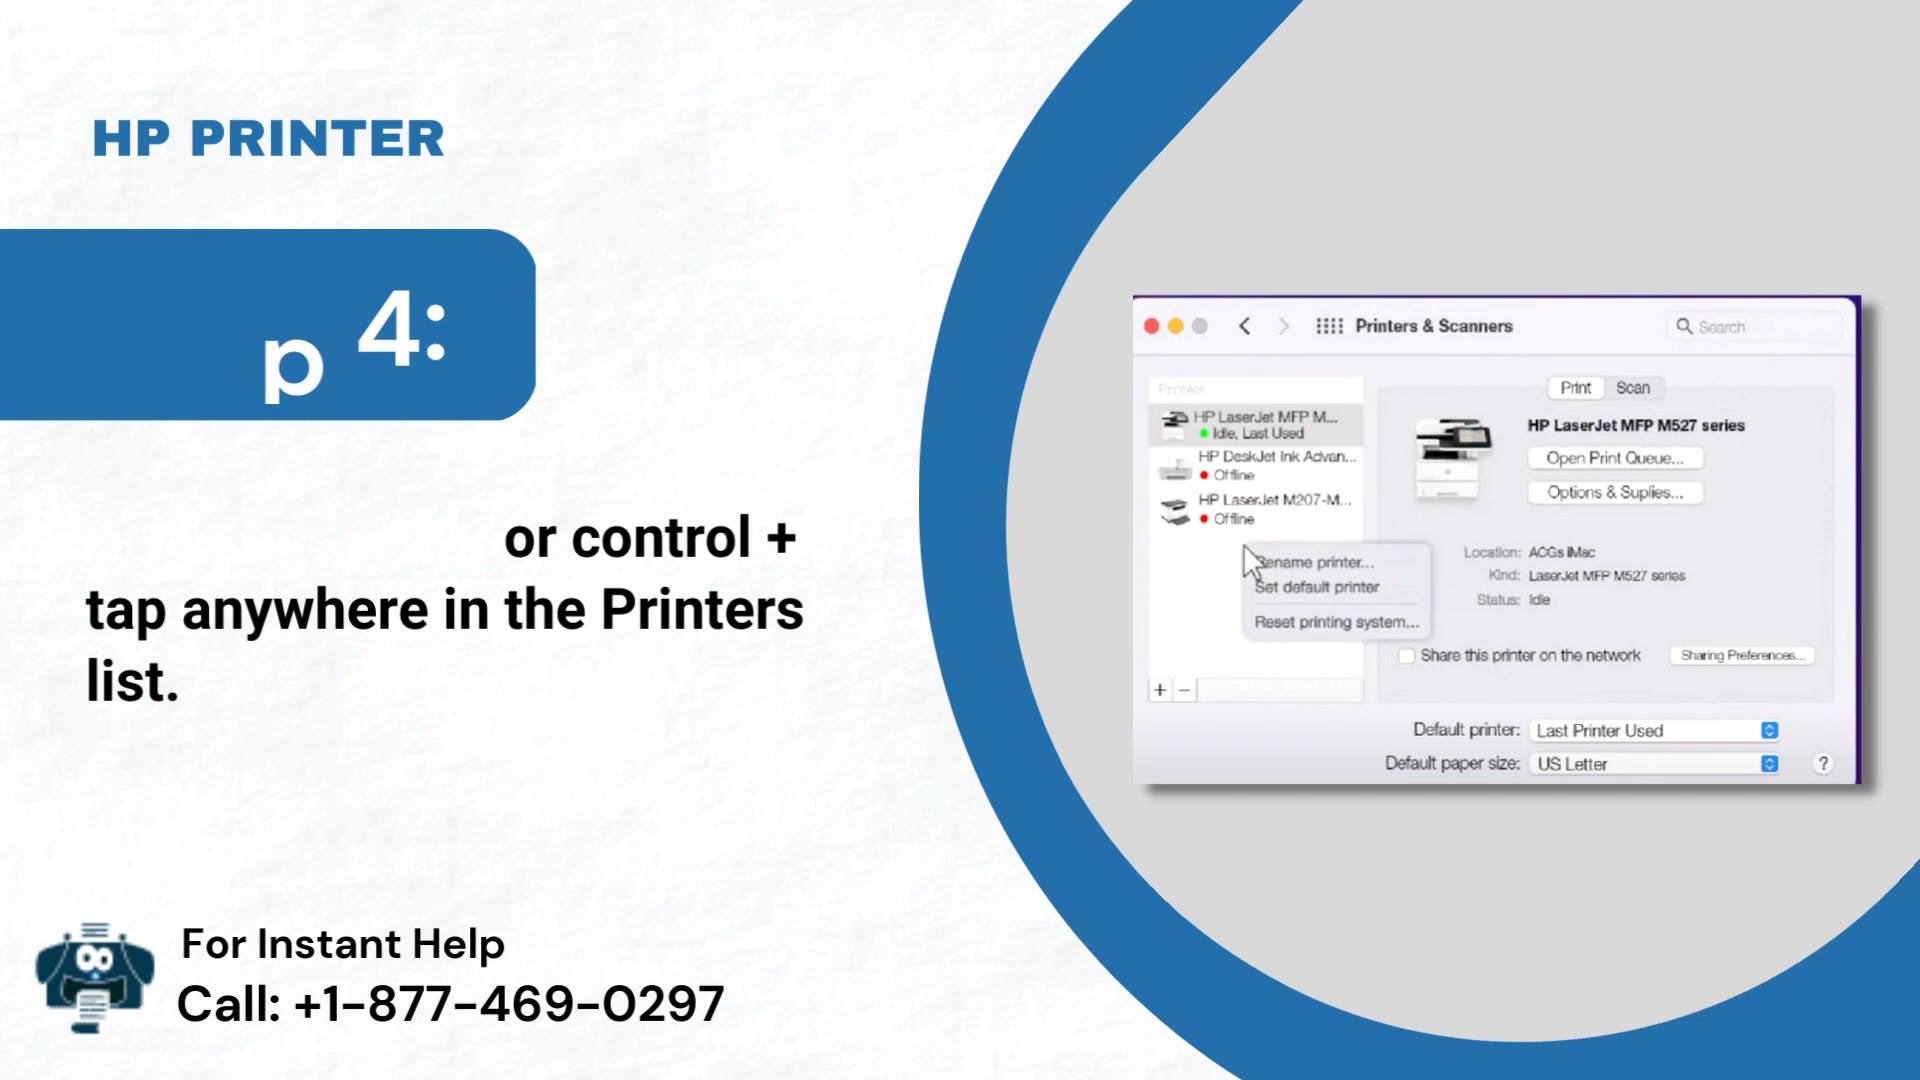 HP PRINTER
p 4:
or control +
tap anywhere in the Printers
list.
For Instant Help
Call: +1-877-469-0297
Printers & Scanners
Search
Printers
HP LaserJet MFP M...
Idle, Last Used
HP DeskJet Ink Advan...
Offline
HP LaserJet M207-M...
Offline
Rename printer...
Set default printer
Reset printing system...
+ −
Print Scan
HP LaserJet MFP M527 series
Open Print Queue...
Options & Suplies...
Location: ACGs iMac
Kind: LaserJet MFP M527 series
Status: Idle
Share this printer on the network
Sharing Preferences...
Default printer: Last Printer Used
Default paper size: US Letter
?